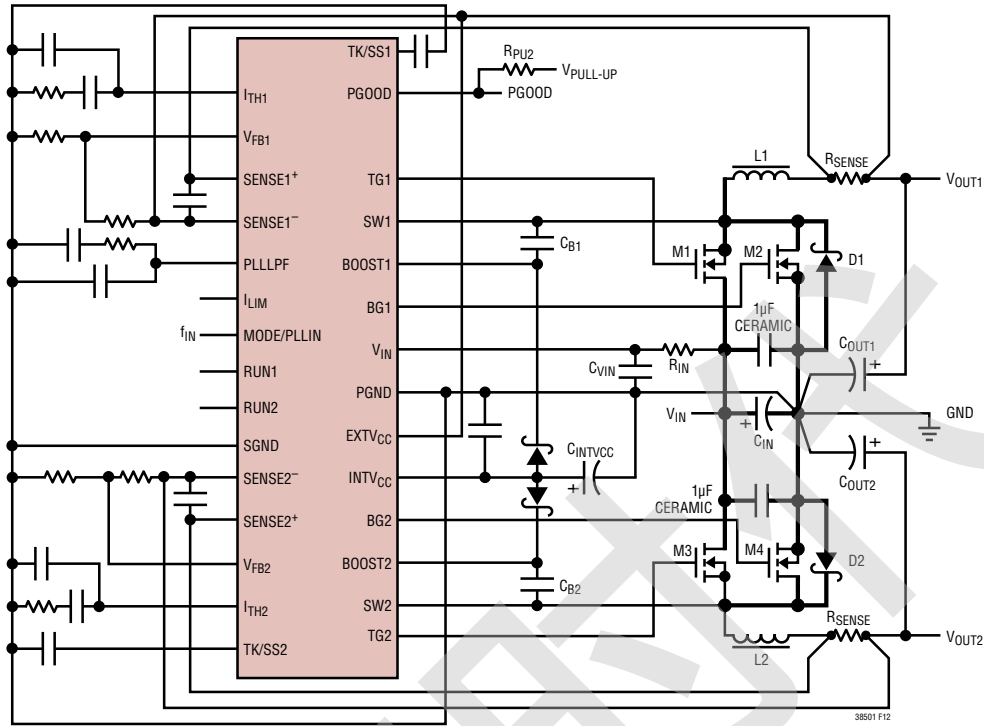 TK/SS1
RPU2
VPULL-UP
PGOOD
PGOOD
ITH1
VFB1
L1
RSENSE
SENSE1+
TG1
VOUT1
SENSE1−
SW1
CB1
M1
M2
D1
PLLLPF
BOOST1
ILIM
BG1
1µF
CERAMIC
fIN
MODE/PLLIN
VIN
RIN
COUT1
+
CVIN
RUN1
PGND
RUN2
VIN
GND
+
CIN
EXTVCC
SGND
CINTVCC
+
COUT2
SENSE2−
INTVCC
+
1µF
CERAMIC
SENSE2+
BG2
M3
M4
D2
VFB2
BOOST2
CB2
ITH2
SW2
RSENSE
TG2
VOUT2
TK/SS2
L2
38501 F12